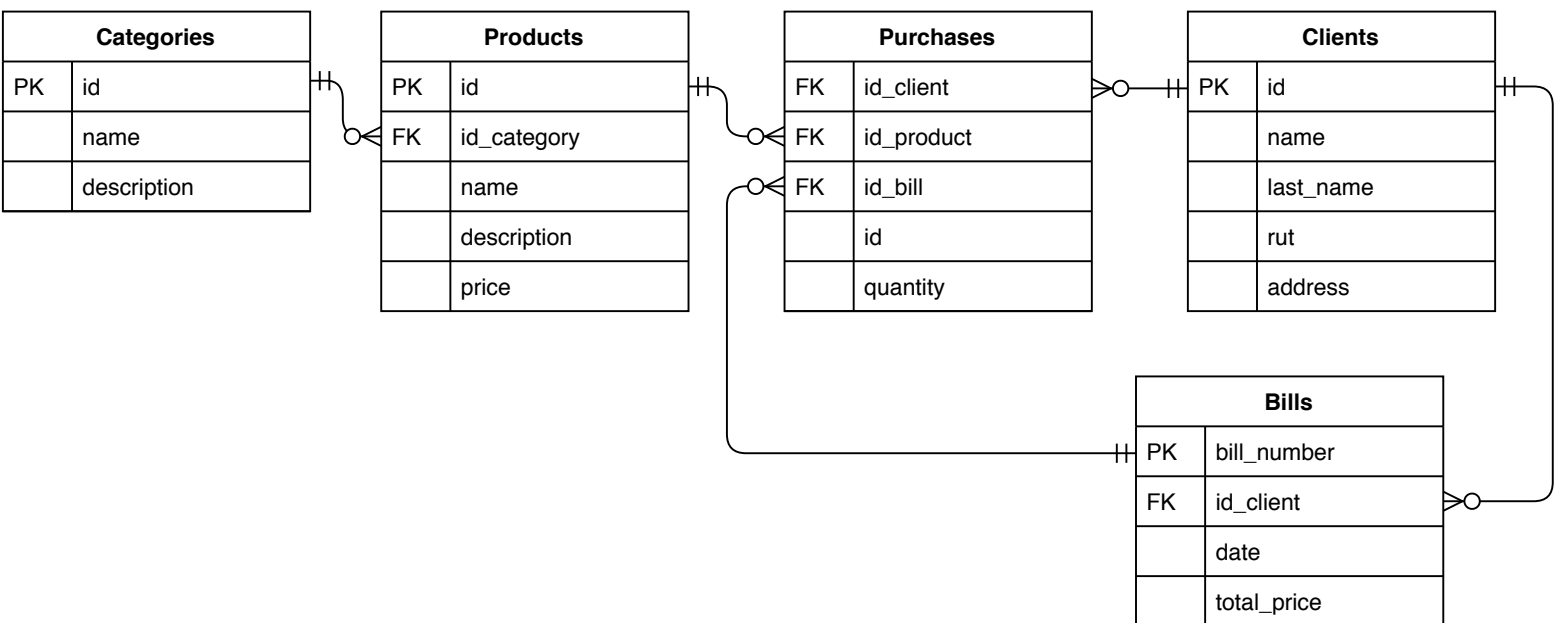 Categories
PK id
name
description
Products
PK id
FK id_category
name
description
price
Purchases
FK id_client
FK id_product
FK id_bill
id
quantity
Clients
PK id
name
last_name
rut
address
Bills
PK bill_number
FK id_client
date
total_price